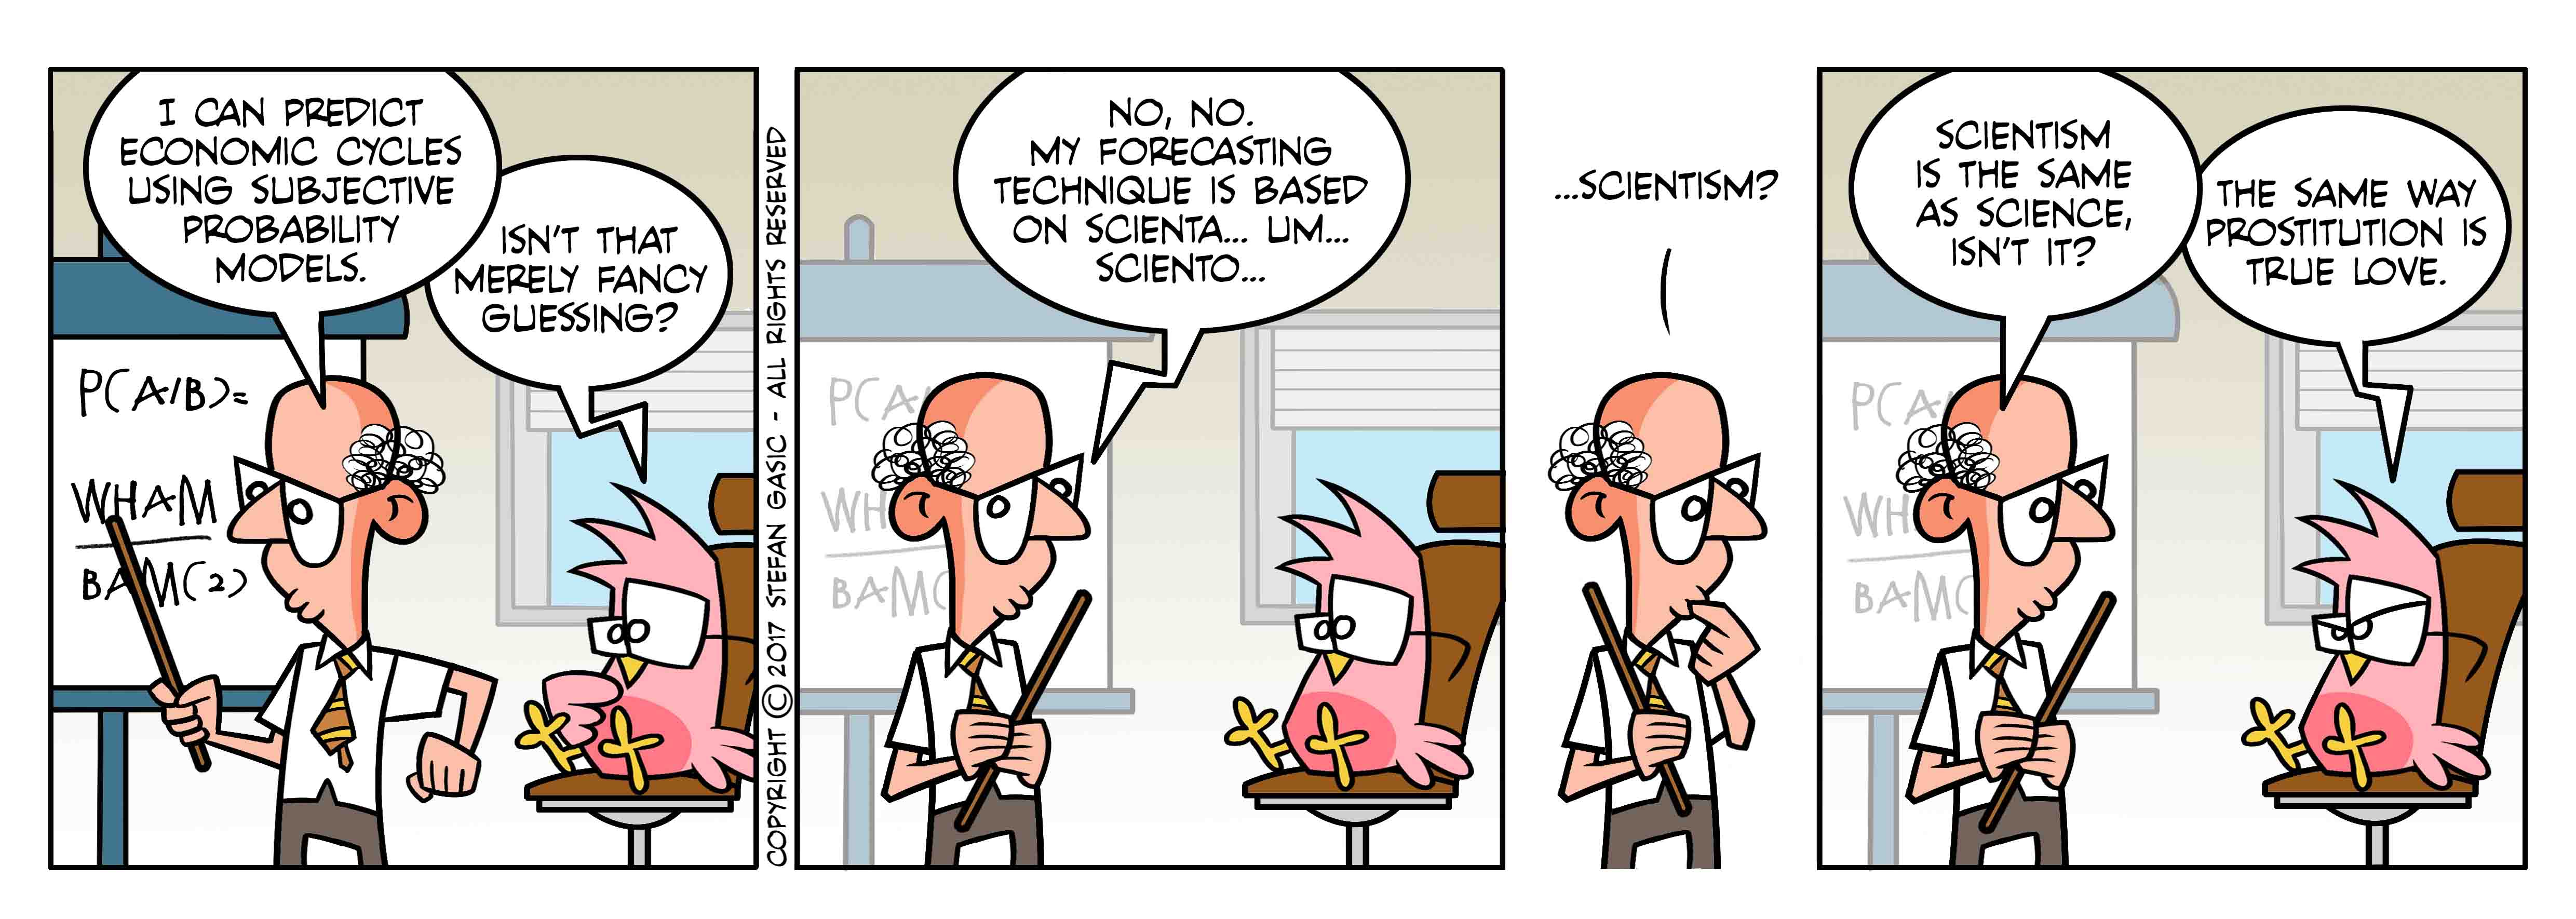 I CAN PREDICT
ECONOMIC CYCLES
USING SUBJECTIVE
PROBABILITY
MODELS.
ISN'T THAT
MERELY FANCY
GUESSING?
P(A/B)=
WHAM
BAM(2)
COPYRIGHT © 2017 STEFAN GASIC - ALL RIGHTS RESERVED
NO, NO.
MY FORECASTING
TECHNIQUE IS BASED
ON SCIENTA... UM...
SCIENTO...
P(A
WH
BAM(
...SCIENTISM?
SCIENTISM
IS THE SAME
AS SCIENCE,
ISN'T IT?
THE SAME WAY
PROSTITUTION IS
TRUE LOVE.
P(A
WH
BAM(